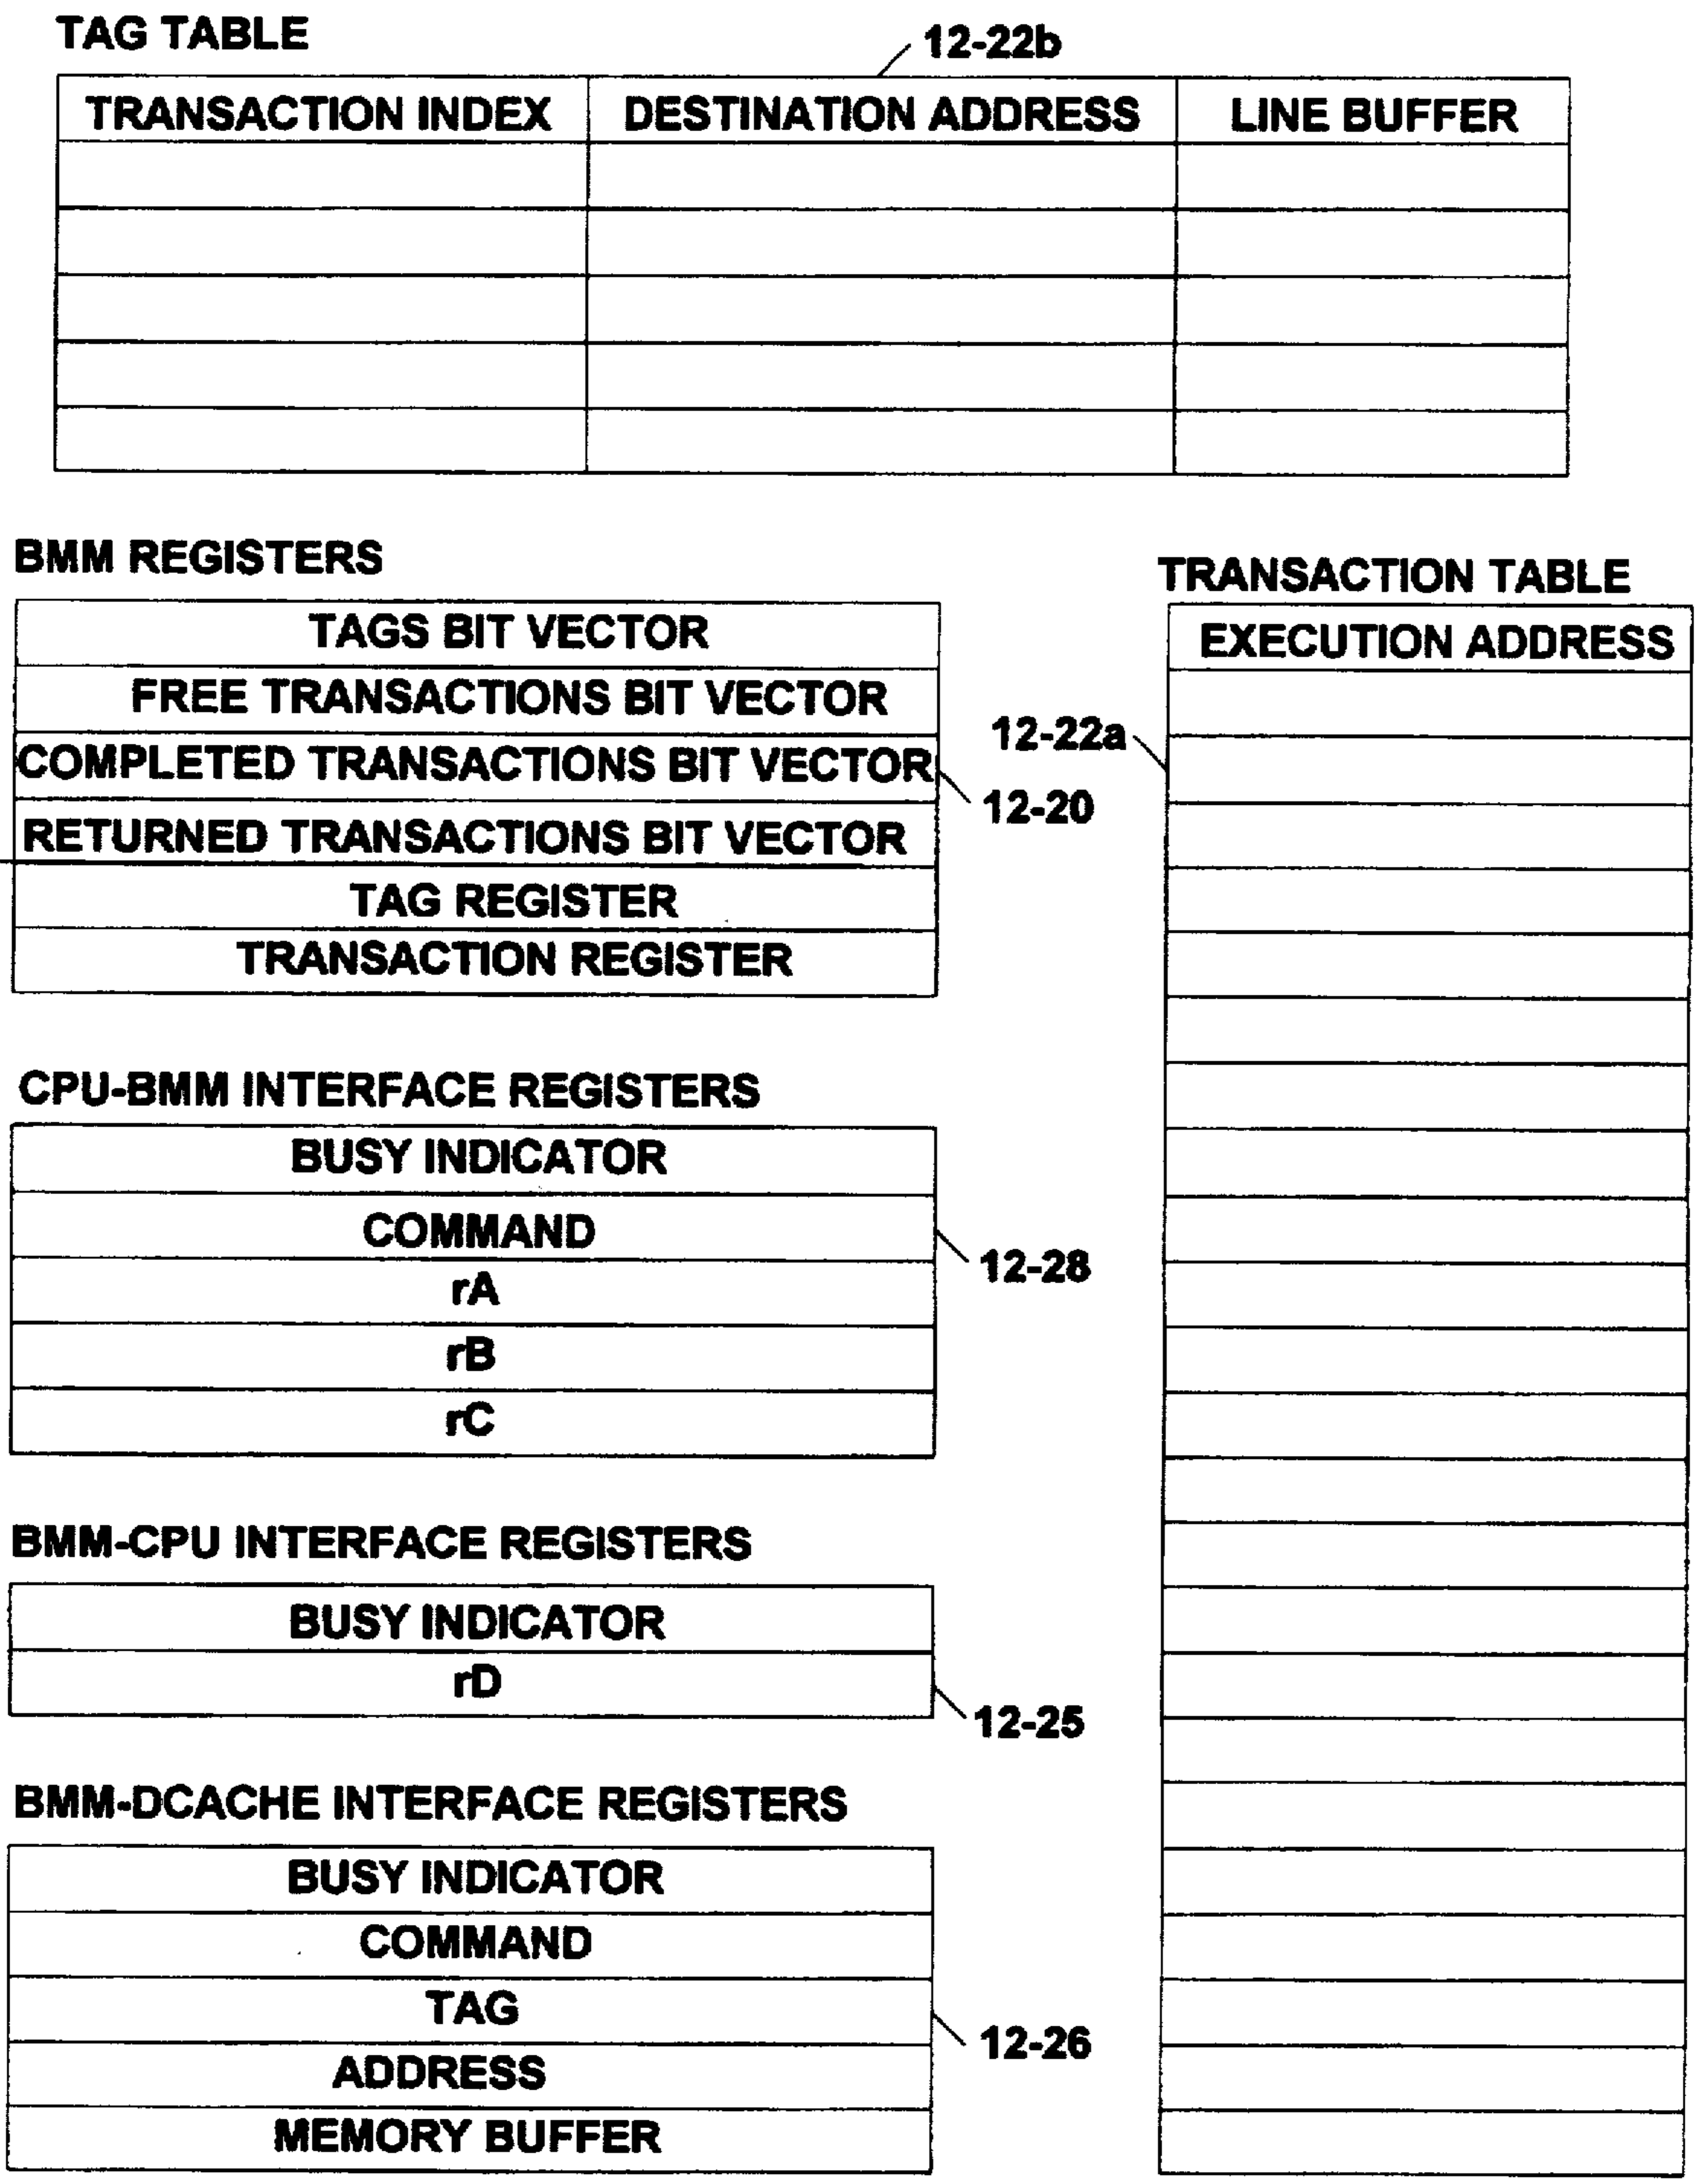 TAG TABLE
12-22b
TRANSACTION INDEX DESTINATION ADDRESS LINE BUFFER
BMM REGISTERS
TAGS BIT VECTOR
FREE TRANSACTIONS BIT VECTOR
COMPLETED TRANSACTIONS BIT VECTOR
12-20
RETURNED TRANSACTIONS BIT VECTOR
TAG REGISTER
TRANSACTION REGISTER
TRANSACTION TABLE
EXECUTION ADDRESS
12-22a
CPU-BMM INTERFACE REGISTERS
BUSY INDICATOR
COMMAND
12-28
rA
rB
rC
BMM-CPU INTERFACE REGISTERS
BUSY INDICATOR
rD
12-25
BMM-DCACHE INTERFACE REGISTERS
BUSY INDICATOR
COMMAND
TAG
12-26
ADDRESS
MEMORY BUFFER